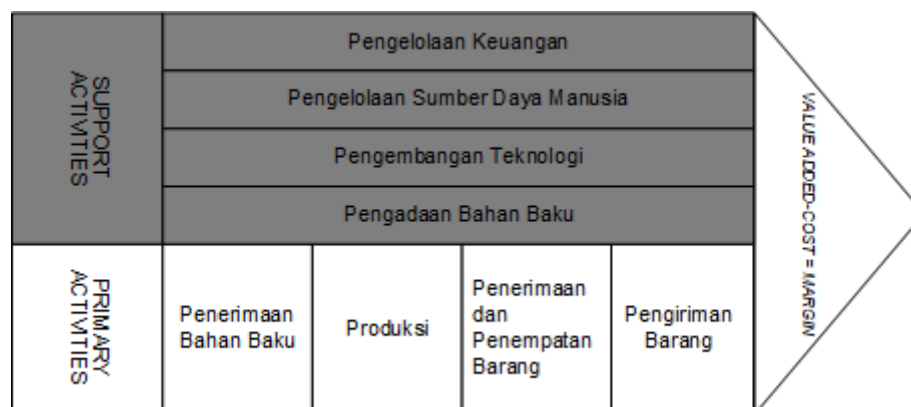 SUPPORT
ACTIVITIES
Pengelolaan Keuangan
Pengelolaan Sumber Daya Manusia
Pengembangan Teknologi
Pengadaan Bahan Baku
PRIMARY
ACTIVITIES
Penerimaan
Bahan Baku
Produksi
Penerimaan
dan
Penempatan
Barang
Pengiriman
Barang
VALUE ADDED-COST = MARGIN